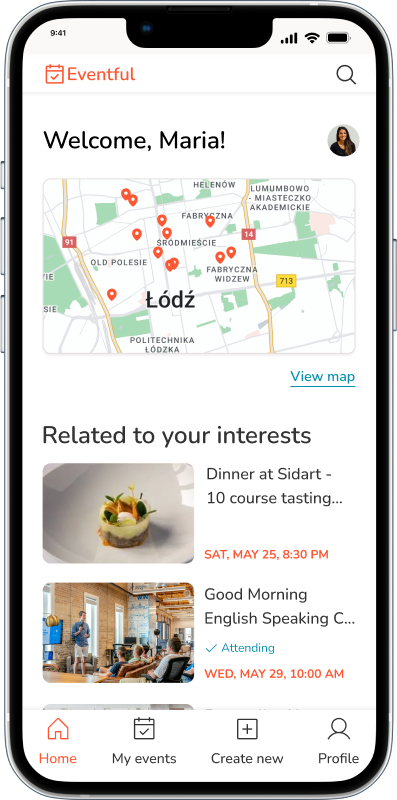 9:41
Eventful
Welcome, Maria!
HELENÓW
LUMUMBOWO
- MIASTECZKO
AKADEMICKIE
FABRYCZNA
14
91
ŚRÓDMIEŚCIE
OLD POLESIE
FABRYCZNA
WIDZEW
713
Łódź
POLITECHNIKA
ŁÓDZKA
View map
Related to your interests
Dinner at Sidart -
10 course tasting...
SAT, MAY 25, 8:30 PM
Good Morning
English Speaking C...
Attending
WED, MAY 29, 10:00 AM
Home
My events
Create new
Profile